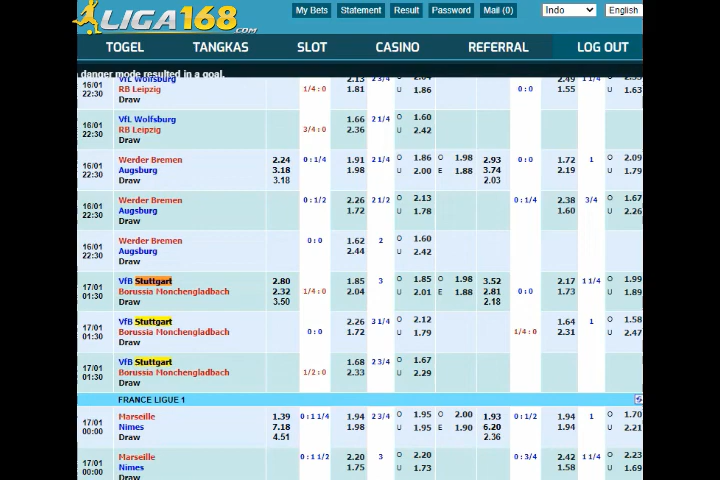 LIGA168.COM
My Bets Statement Result Password Mail (0) Indo English
TOGEL TANGKAS SLOT CASINO REFERRAL LOG OUT
danger mode resulted in a goal.
16/01 VfL Wolfsburg 2.13 2 3/4 O 2.49 1 1/4 O
22:30 RB Leipzig 1/4 : 0 1.81 U 1.86 0 : 0 1.55 U 1.63
Draw
16/01 VfL Wolfsburg 1.66 2 1/4 O 1.60
22:30 RB Leipzig 3/4 : 0 2.36 U 2.42
Draw
16/01 Werder Bremen 2.24 0 : 1/4 1.91 2 1/4 O 1.86 O 1.98 2.93 0 : 0 1.72 1 O 2.09
22:30 Augsburg 3.18 1.98 U 2.00 E 1.88 3.74 2.19 U 1.79
Draw 3.18 2.03
16/01 Werder Bremen 0 : 1/2 2.26 2 1/2 O 2.13 0 : 1/4 2.38 3/4 O 1.67
22:30 Augsburg 1.72 U 1.78 1.60 U 2.26
Draw
16/01 Werder Bremen 0 : 0 1.62 2 O 1.60
22:30 Augsburg 2.44 U 2.42
Draw
17/01 VfB Stuttgart 2.80 1.85 3 O 1.85 O 1.98 3.52 2.17 1 1/4 O 1.99
01:30 Borussia Monchengladbach 2.32 1/4 : 0 2.04 U 2.01 E 1.88 2.81 0 : 0 1.73 U 1.89
Draw 3.50 2.18
17/01 VfB Stuttgart 2.26 3 1/4 O 2.12 1.64 1 O 1.58
01:30 Borussia Monchengladbach 0 : 0 1.72 U 1.79 1/4 : 0 2.31 U 2.47
Draw
17/01 VfB Stuttgart 1.68 2 3/4 O 1.67
01:30 Borussia Monchengladbach 1/2 : 0 2.33 U 2.29
Draw
FRANCE LIGUE 1
17/01 Marseille 1.39 0 : 1 1/4 1.94 2 3/4 O 1.95 O 2.00 1.93 0 : 1/2 1.94 1 O 1.70
00:00 Nimes 7.18 1.98 U 1.95 E 1.90 6.20 1.94 U 2.21
Draw 4.51 2.36
17/01 Marseille 0 : 1 1/2 2.20 3 O 2.20 0 : 3/4 2.42 1 1/4 O 2.23
00:00 Nimes 1.75 U 1.73 1.58 U 1.69
Draw